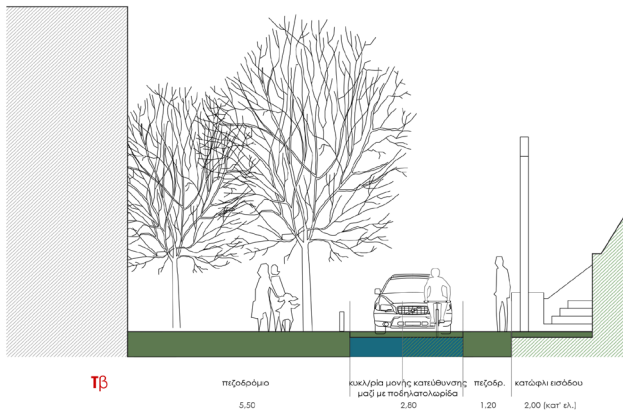 Τβ
πεζοδρόμιο
κυκλ/ρία μονής κατεύθυνσης
μαζί με ποδηλατολωρίδα
πεζοδρ.
κατώφλι εισόδου
5,50
2,80
1,20
2,00 (κατ' ελ.)